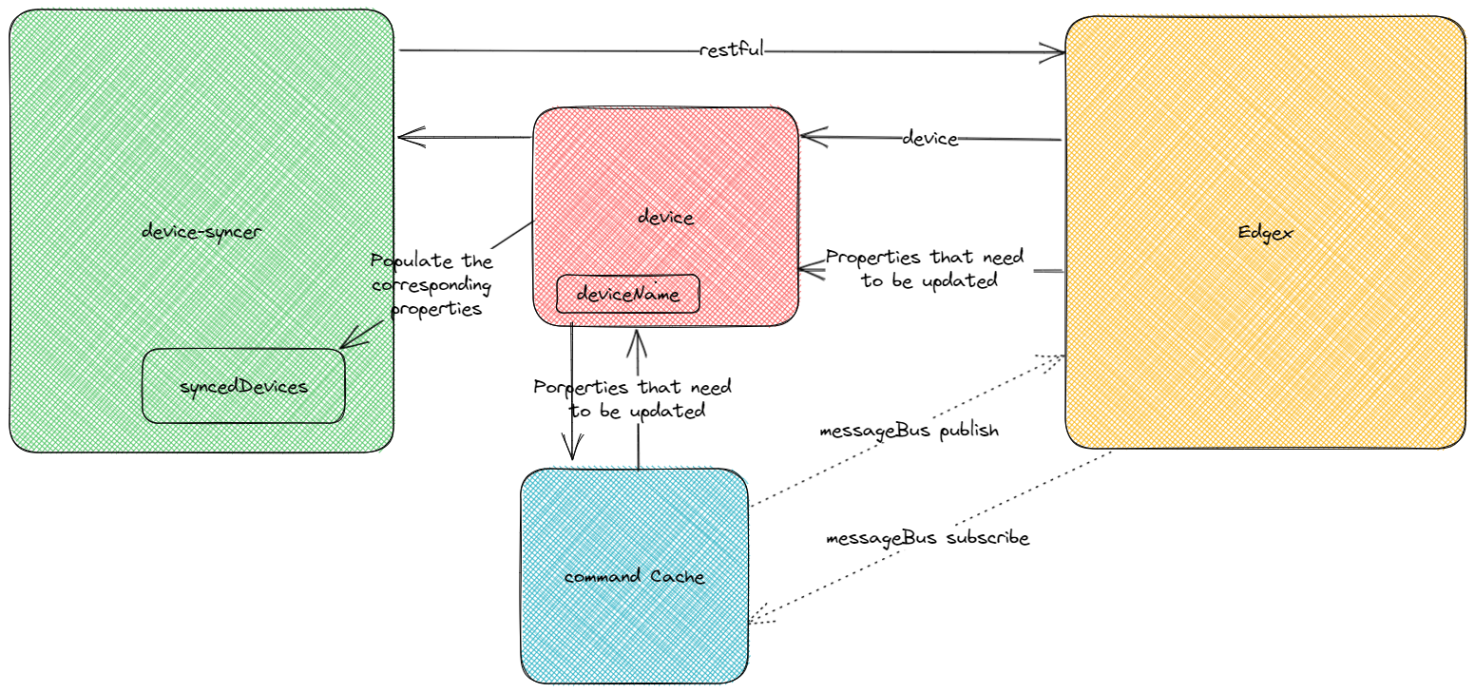 restful
device
device
device-syncer
Edgex
Populate the
corresponding
properties
Properties that need
to be updated
deviceName
syncedDevices
Porperties that need
to be updated
messageBus publish
messageBus subscribe
command Cache